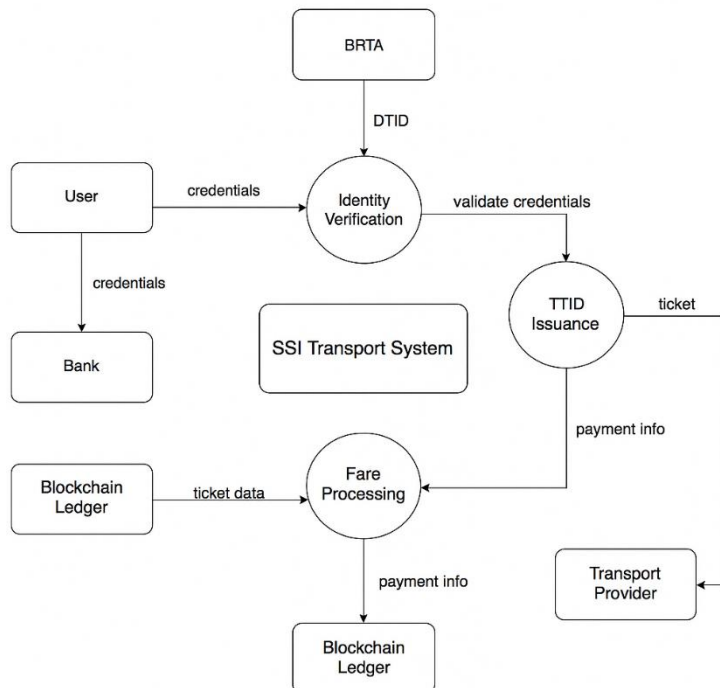 BRTA
DTID
User
credentials
Identity
Verification
validate credentials
credentials
TTID
Issuance
ticket
SSI Transport System
Bank
payment info
Blockchain
Ledger
ticket data
Fare
Processing
payment info
Transport
Provider
Blockchain
Ledger